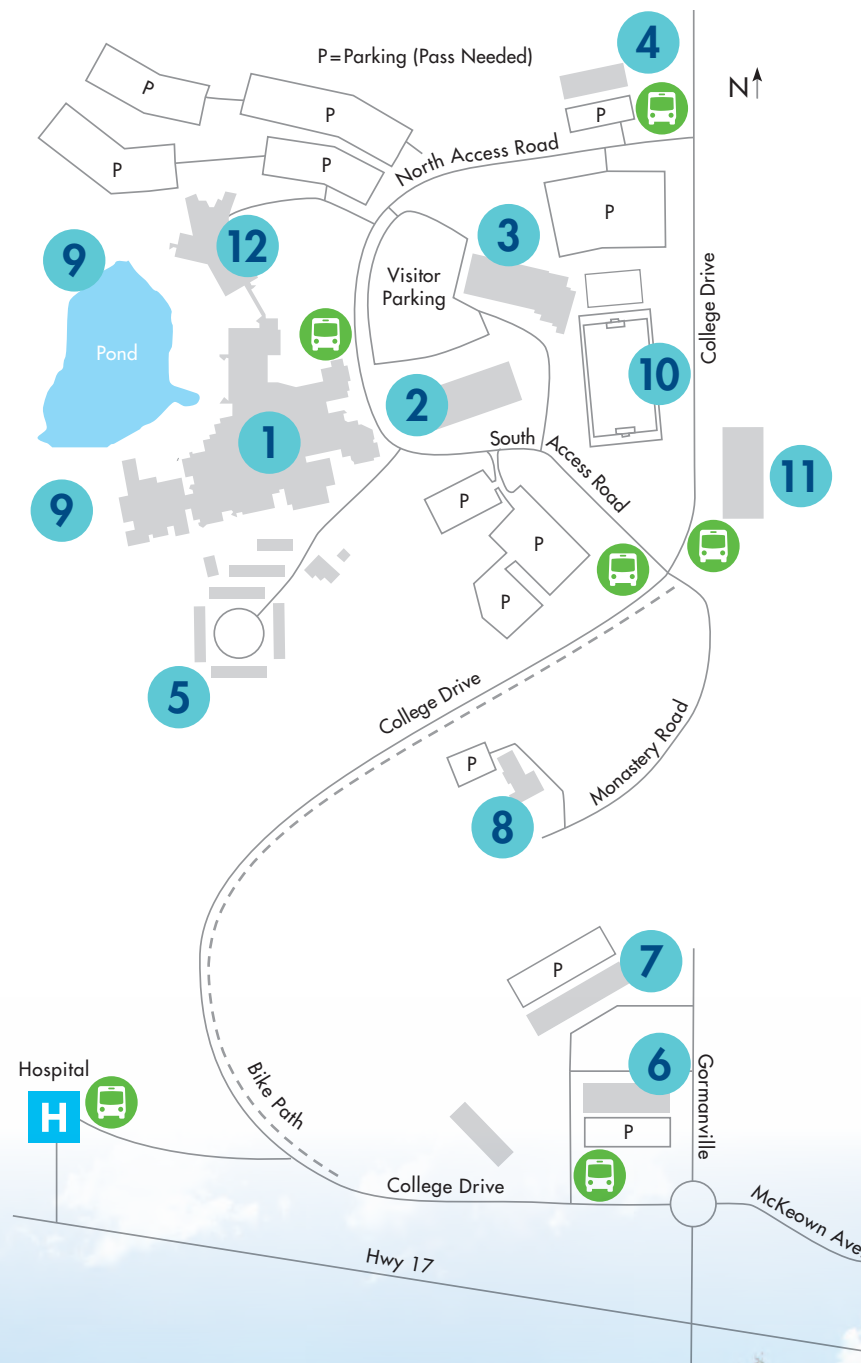 P=Parking (Pass Needed)
4
N
P
P
P
P
P
North Access Road
P
12
3
9
Visitor
Parking
Pond
College Drive
10
2
1
South
Access Road
11
9
P
P
P
5
College Drive
Monastery Road
P
8
7
P
6
Gormanville
Hospital
H
Bike Path
P
College Drive
McKeown Ave.
Hwy 17